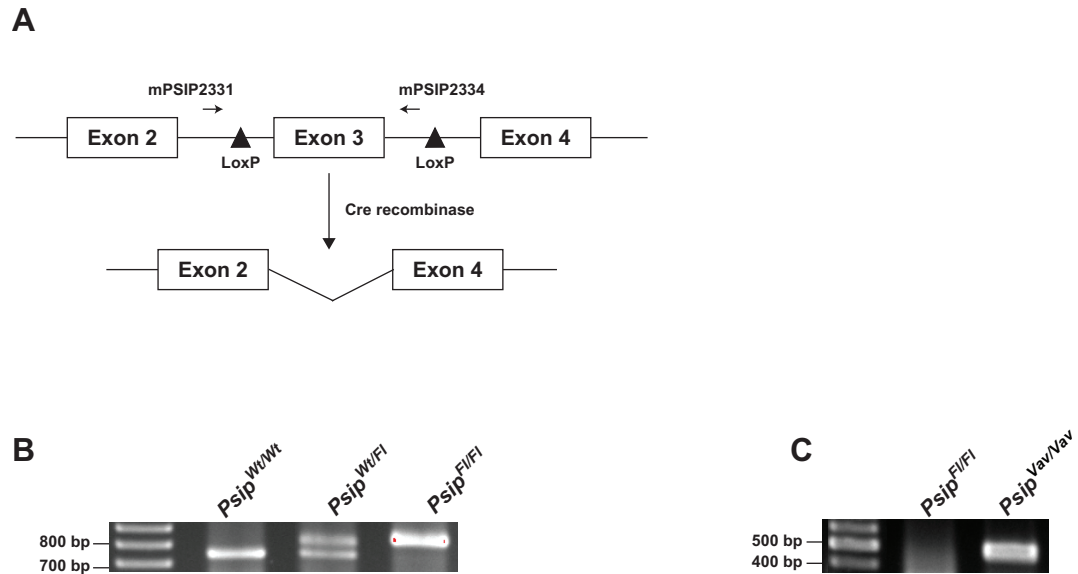 A
mPSIP2331 mPSIP2334
Exon 2 Exon 3 Exon 4
LoxP LoxP
Cre recombinase
Exon 2 Exon 4
B
Psip^Wt/Wt Psip^Wt/Fl Psip^Fl/Fl
800 bp
700 bp
C
Psip^Fl/Fl Psip^Vav/Vav
500 bp
400 bp